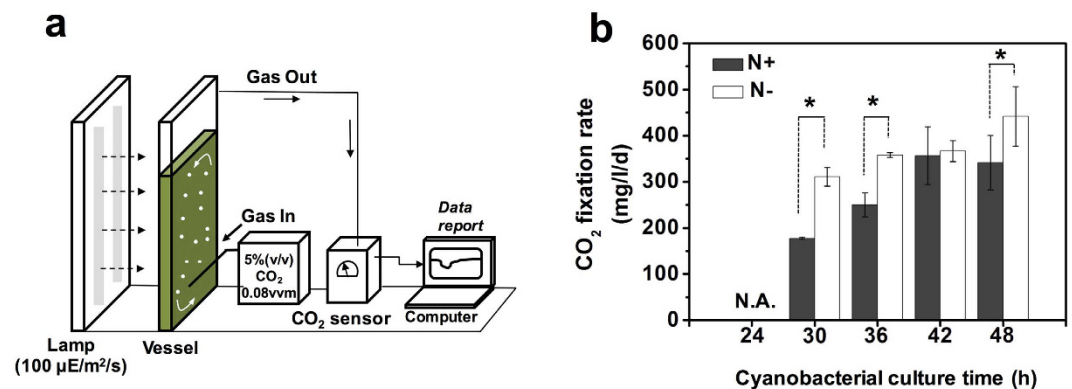 a
Gas Out
Gas In
Data
report
5%(v/v)
CO₂
0.08vvm
CO₂ sensor
Computer
Lamp
(100 µE/m²/s)
Vessel
b
600
500
400
300
200
100
0
CO₂ fixation rate
(mg/l/d)
N+
N-
*
*
*
N.A.
24
30
36
42
48
Cyanobacterial culture time (h)